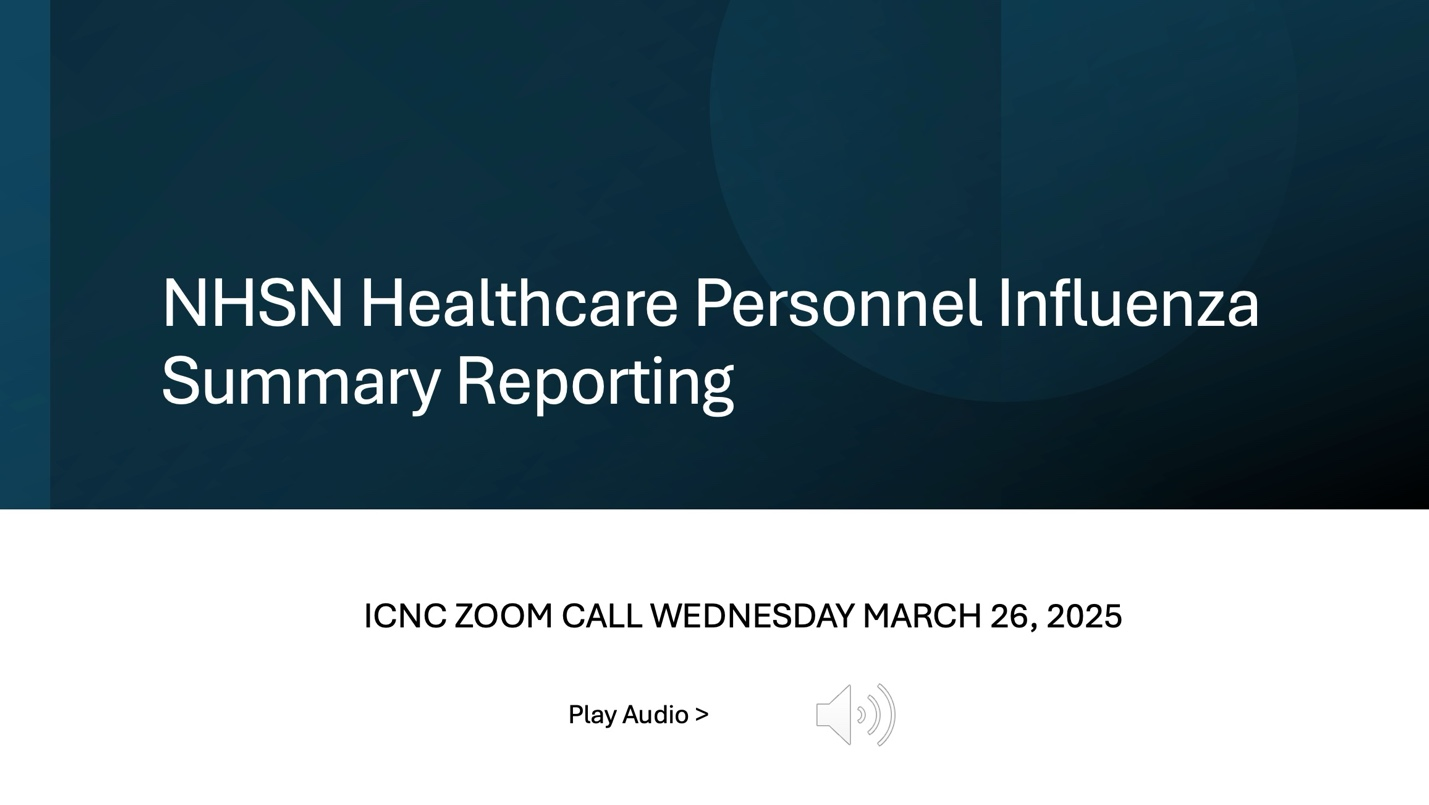 NHSN Healthcare Personnel Influenza
Summary Reporting
ICNC ZOOM CALL WEDNESDAY MARCH 26, 2025
Play Audio >